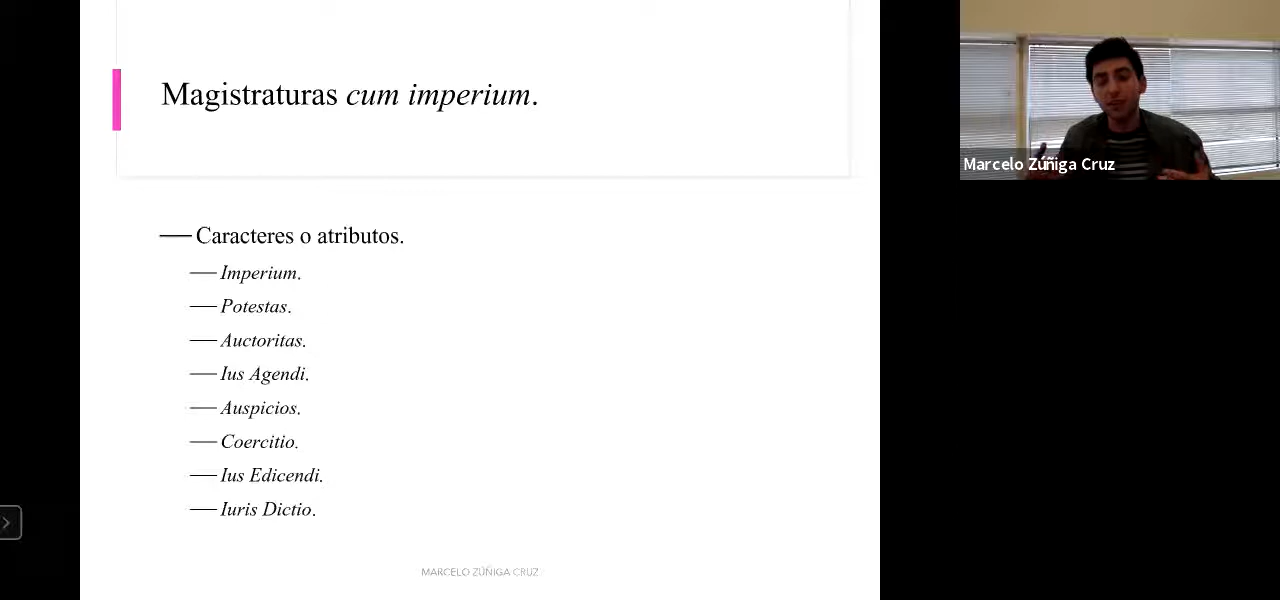 Magistraturas cum imperium.
Marcelo Zúñiga Cruz
Caracteres o atributos.
Imperium.
Potestas.
Auctoritas.
Ius Agendi.
Auspicios.
Coercitio.
Ius Edicendi.
Iuris Dictio.
MARCELO ZÚÑIGA CRUZ